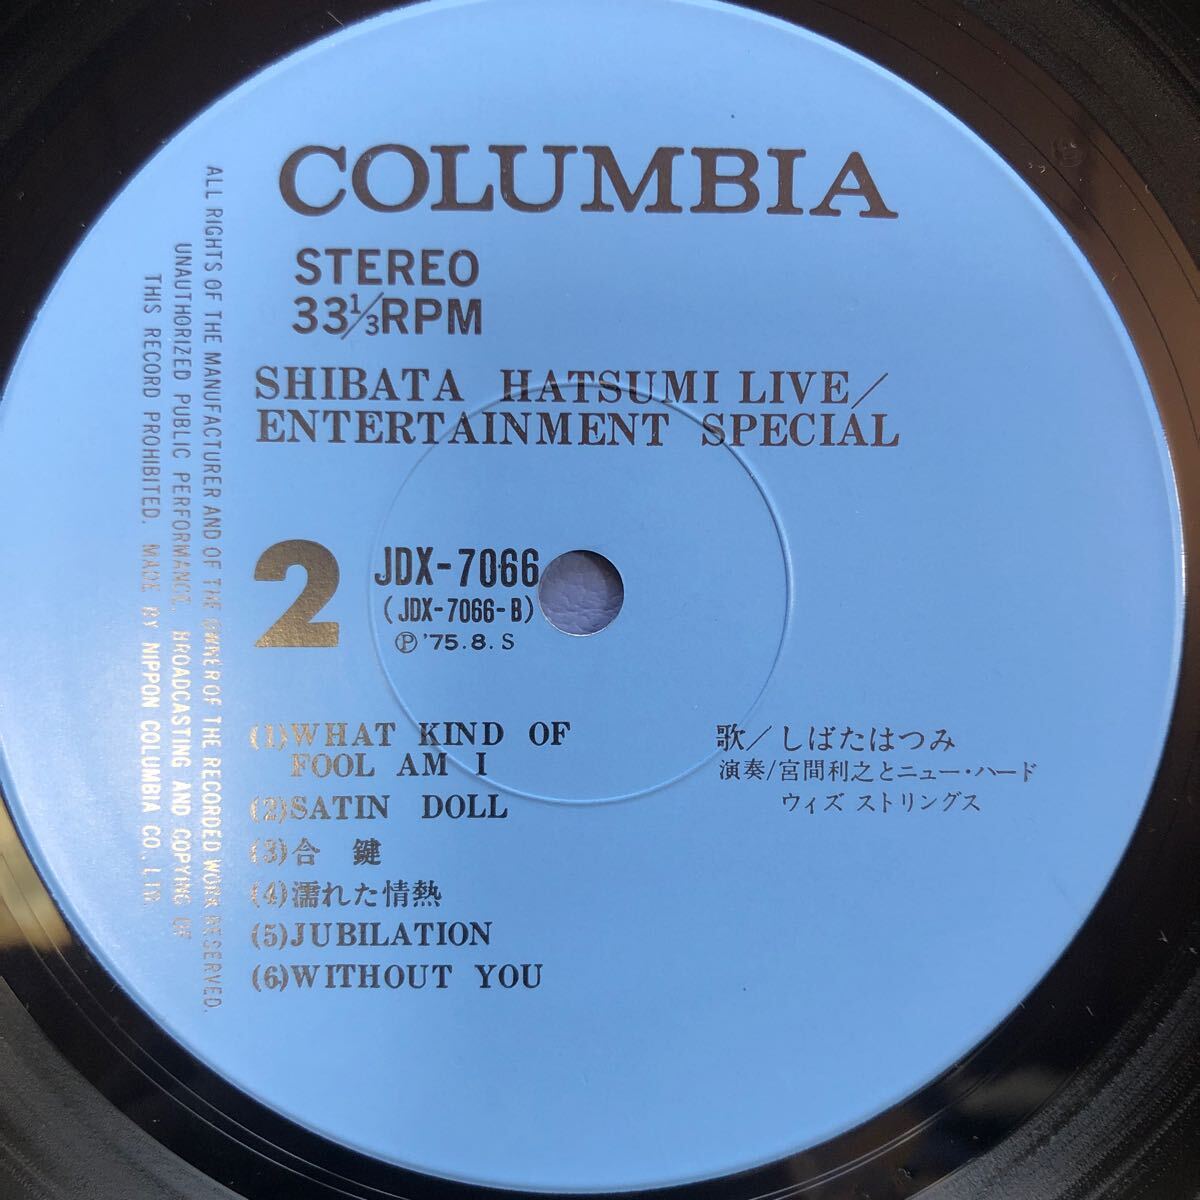 COLUMBIA
STEREO
33 1/3 RPM
SHIBATA HATSUMI LIVE/
ENTERTAINMENT SPECIAL
2
JDX-7066
(JDX-7066-B)
Ⓟ'75.8.S
(1)WHAT KIND OF
FOOL AM I
(2)SATIN DOLL
(3)合 鍵
(4)濡れた情熱
(5)JUBILATION
(6)WITHOUT YOU
歌/しばたはつみ
演奏/宮間利之とニュー・ハード
ウィズ ストリングス
ALL RIGHTS OF THE MANUFACTURER AND OF THE OWNER OF THE RECORDED WORK RESERVED.
UNAUTHORIZED PUBLIC PERFORMANCE, BROADCASTING AND COPYING OF
THIS RECORD PROHIBITED. MADE BY NIPPON COLUMBIA CO., LTD.